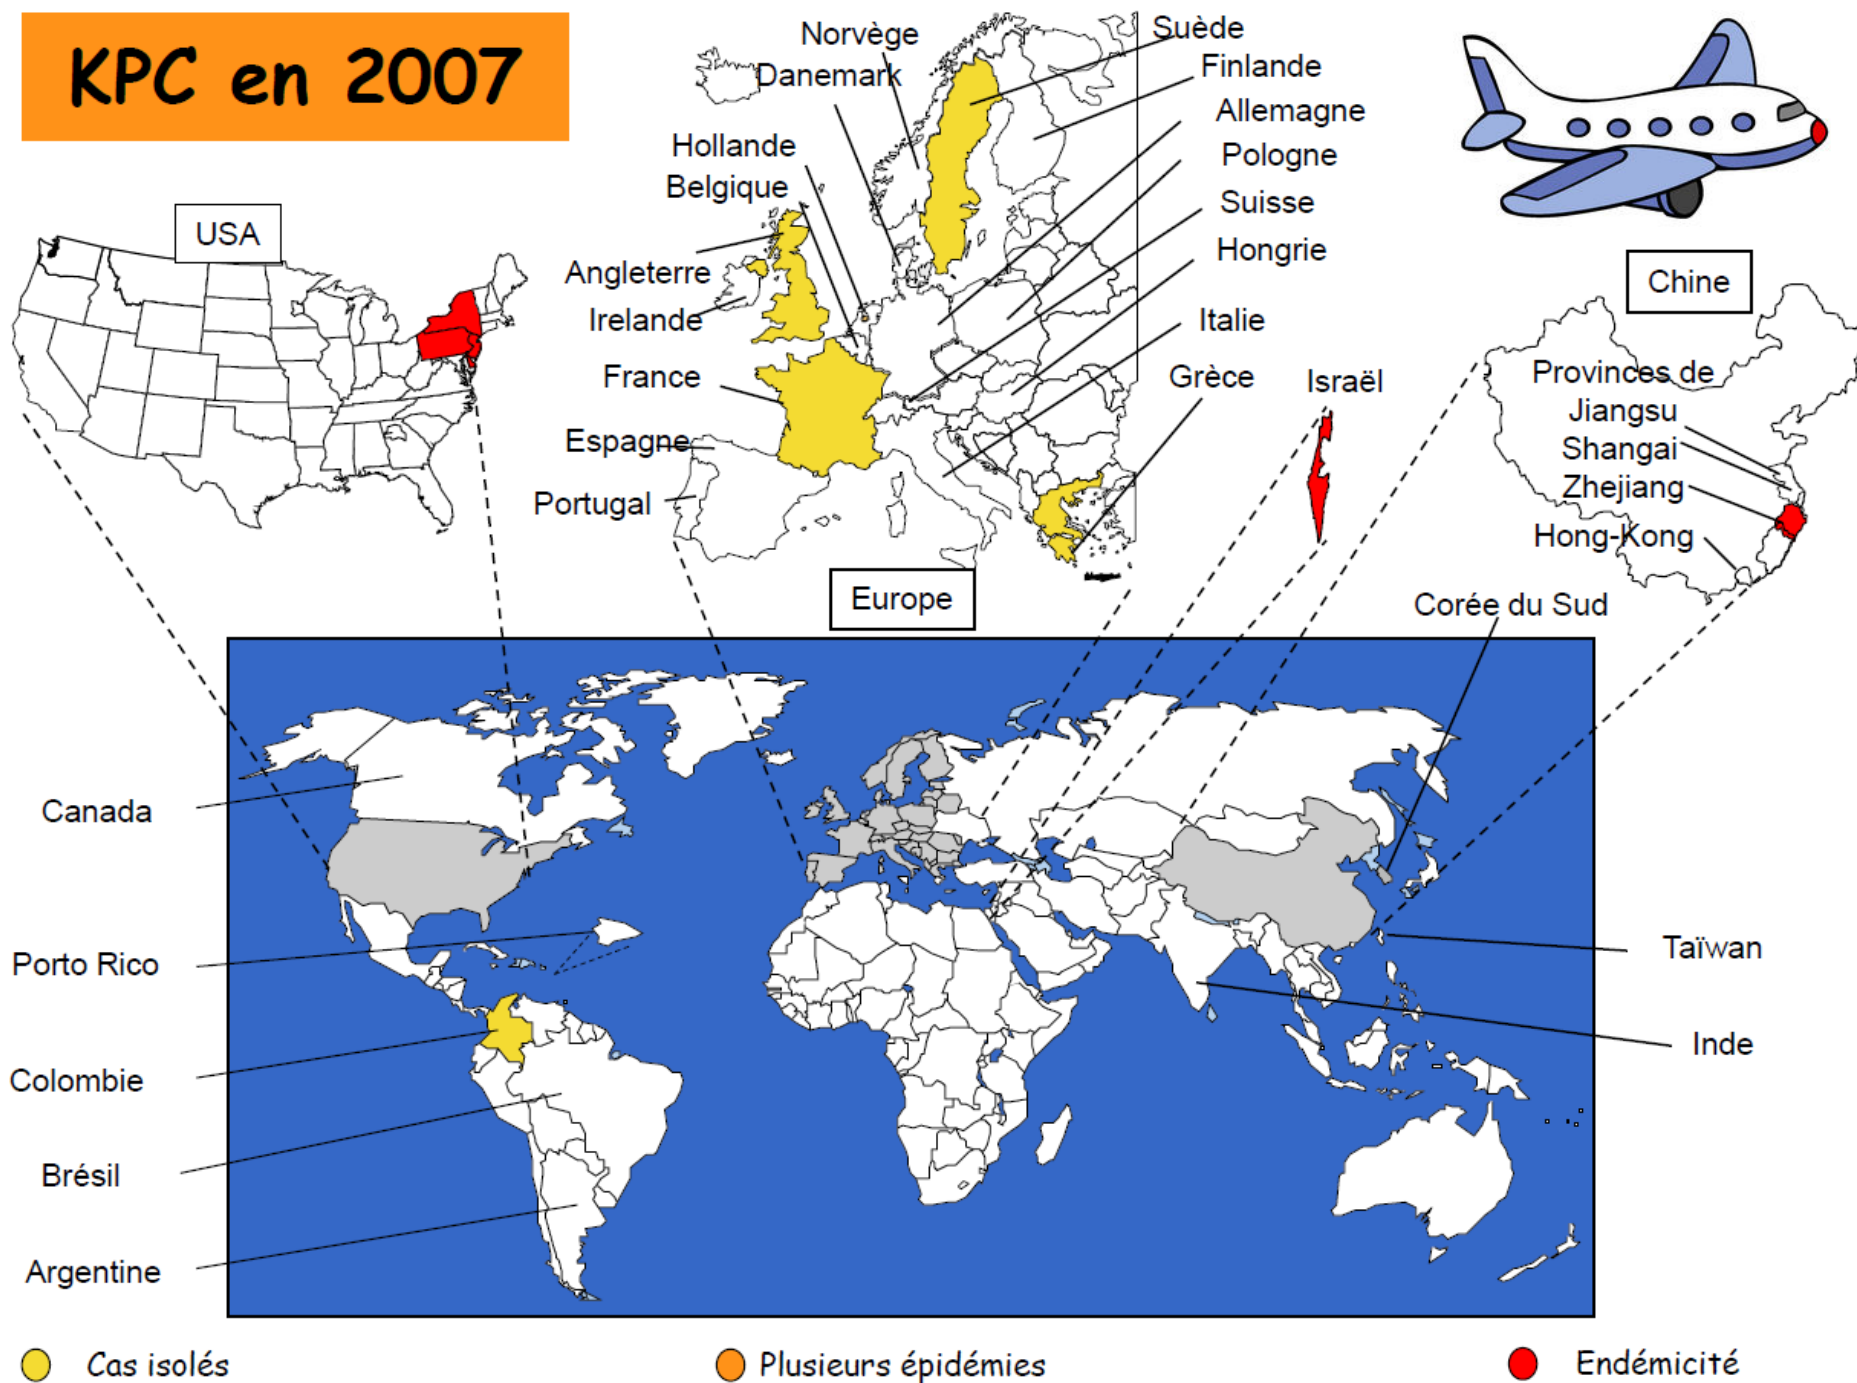 KPC en 2007
Norvège
Suède
Danemark
Finlande
Allemagne
Hollande
Pologne
Belgique
Suisse
USA
Hongrie
Angleterre
Chine
Irelande
Italie
France
Grèce
Israël
Provinces de
Jiangsu
Espagne
Shangai
Portugal
Zhejiang
Hong-Kong
Europe
Corée du Sud
Canada
Porto Rico
Taïwan
Inde
Colombie
Brésil
Argentine
Cas isolés
Plusieurs épidémies
Endémicité